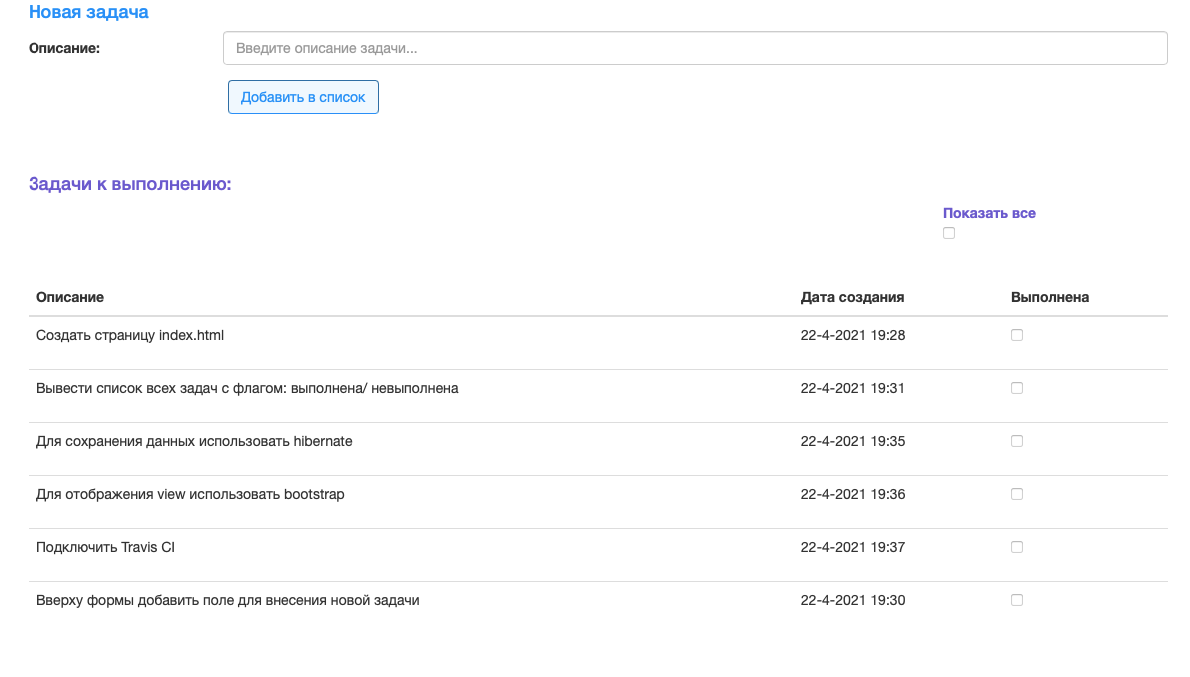 Новая задача
Описание: Введите описание задачи...
Добавить в список
Задачи к выполнению:
Показать все
Описание Дата создания Выполнена
Создать страницу index.html 22-4-2021 19:28
Вывести список всех задач с флагом: выполнена/ невыполнена 22-4-2021 19:31
Для сохранения данных использовать hibernate 22-4-2021 19:35
Для отображения view использовать bootstrap 22-4-2021 19:36
Подключить Travis CI 22-4-2021 19:37
Вверху формы добавить поле для внесения новой задачи 22-4-2021 19:30